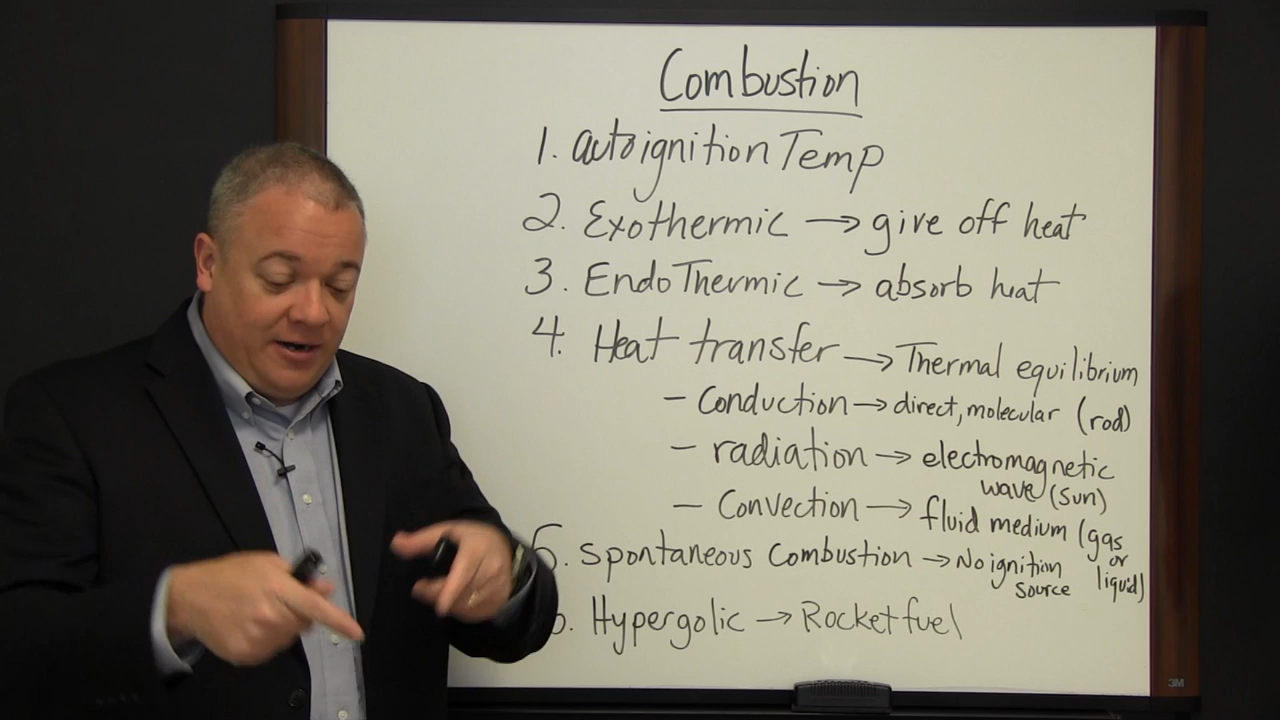 Combustion
1. autoignition Temp
2. Exothermic → give off heat
3. EndoThermic → absorb heat
4. Heat transfer → Thermal equilibrium
- Conduction → direct, molecular (rod)
- radiation → electromagnetic
wave (sun)
- Convection → fluid medium (gas
or
liquid)
5. Spontaneous Combustion → No ignition
source
6. Hypergolic → Rocket fuel
3M